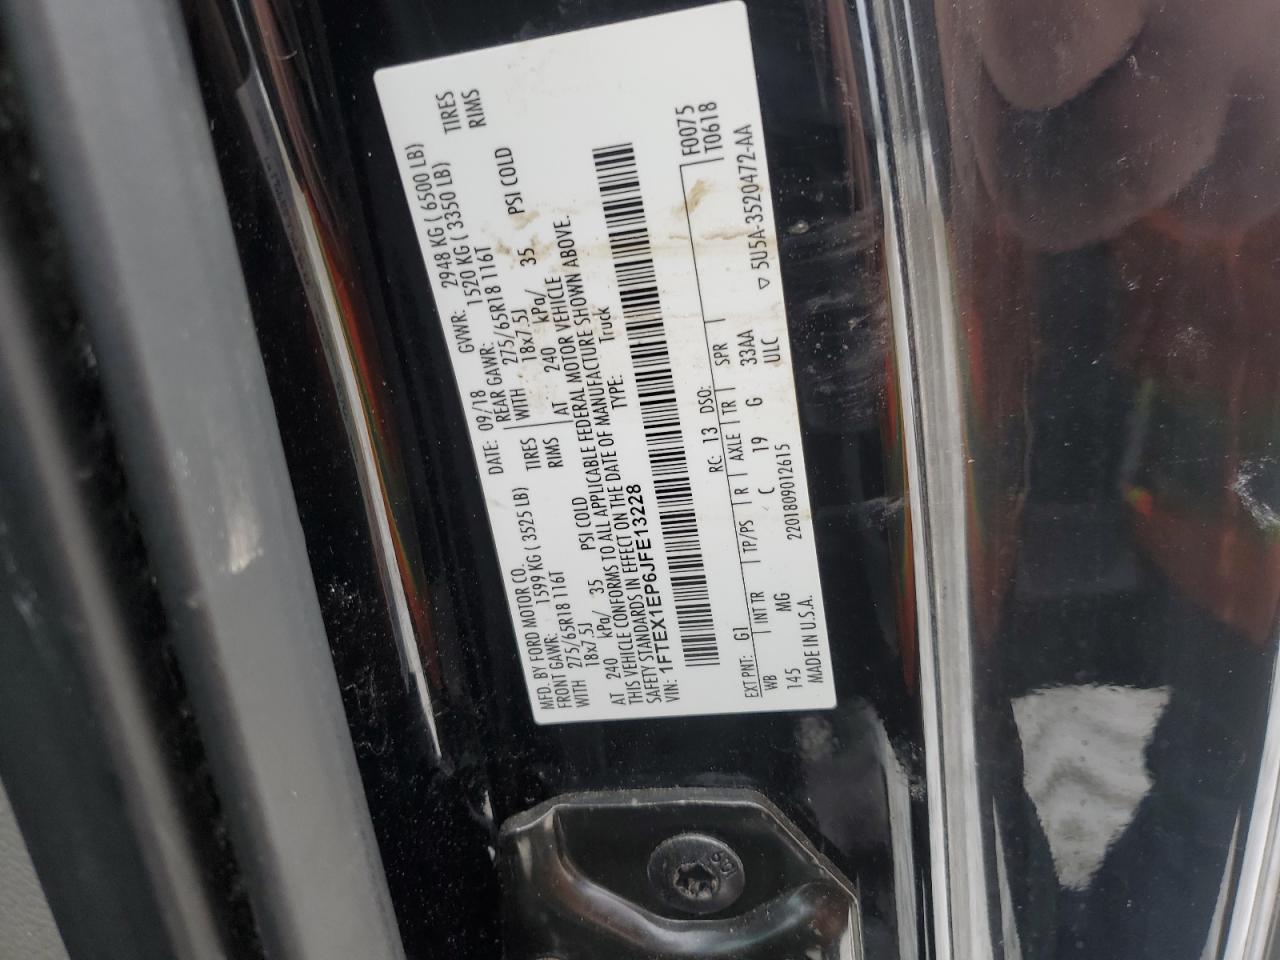 MFD. BY FORD MOTOR CO.
DATE: 09/18
GVWR: 2948 KG ( 6500 LB)
FRONT GAWR: 1599 KG ( 3525 LB)
REAR GAWR: 1520 KG ( 3350 LB)
WITH 275/65R18 116T TIRES
WITH 275/65R18 116T TIRES
18x7.5J RIMS
18x7.5J RIMS
AT 240 kPa/ 35 PSI COLD
AT 240 kPa/ 35 PSI COLD
THIS VEHICLE CONFORMS TO ALL APPLICABLE FEDERAL MOTOR VEHICLE
SAFETY STANDARDS IN EFFECT ON THE DATE OF MANUFACTURE SHOWN ABOVE.
VIN: 1FTEX1EP6JFE13228
TYPE: Truck
F0075
T0618
EXT PNT: G1 RC: 13 DSO:
WB INT TR TP/PS R AXLE TR SPR
145 MG C 19 G 33AA
ULC
5U5A-3520472-AA
MADE IN U.S.A. 2201809012615